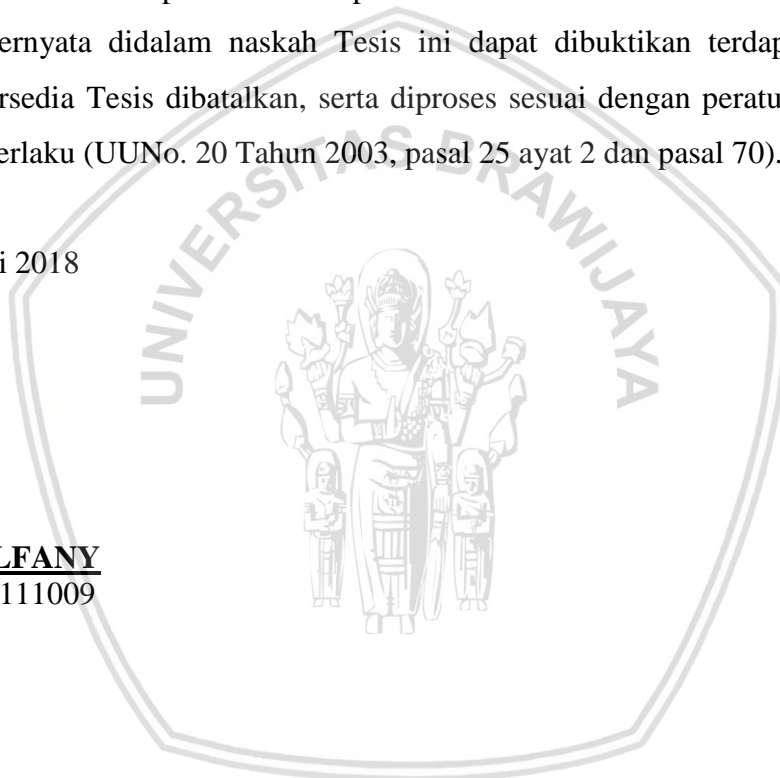 ernyata didalam naskah Tesis ini dapat dibuktikan terdap
rsedia Tesis dibatalkan, serta diproses sesuai dengan peratu
erlaku (UUNo. 20 Tahun 2003, pasal 25 ayat 2 dan pasal 70).
UNIVERSITAS BRAWIJAYA
i 2018
LFANY
111009